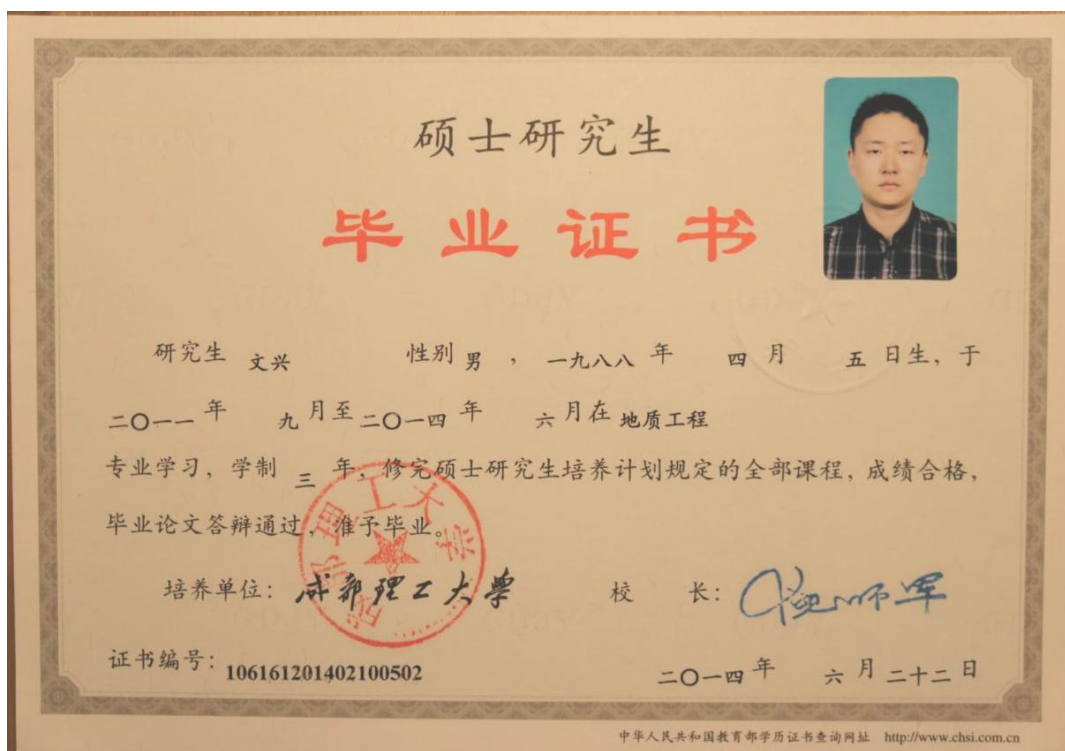 硕士研究生
毕业证书
研究生 文兴 性别 男 , 一九八八 年 四 月 五 日生, 于
二〇一一 年 九 月至 二〇一四 年 六 月在 地质工程
专业学习, 学制 三 年, 修完硕士研究生培养计划规定的全部课程, 成绩合格,
毕业论文答辩通过, 准予毕业。
成都理工大学
培养单位: 成都理工大学 校 长:
证书编号: 106161201402100502 二〇一四 年 六 月 二十二 日
中华人民共和国教育部学历证书查询网址 http://www.chsi.com.cn